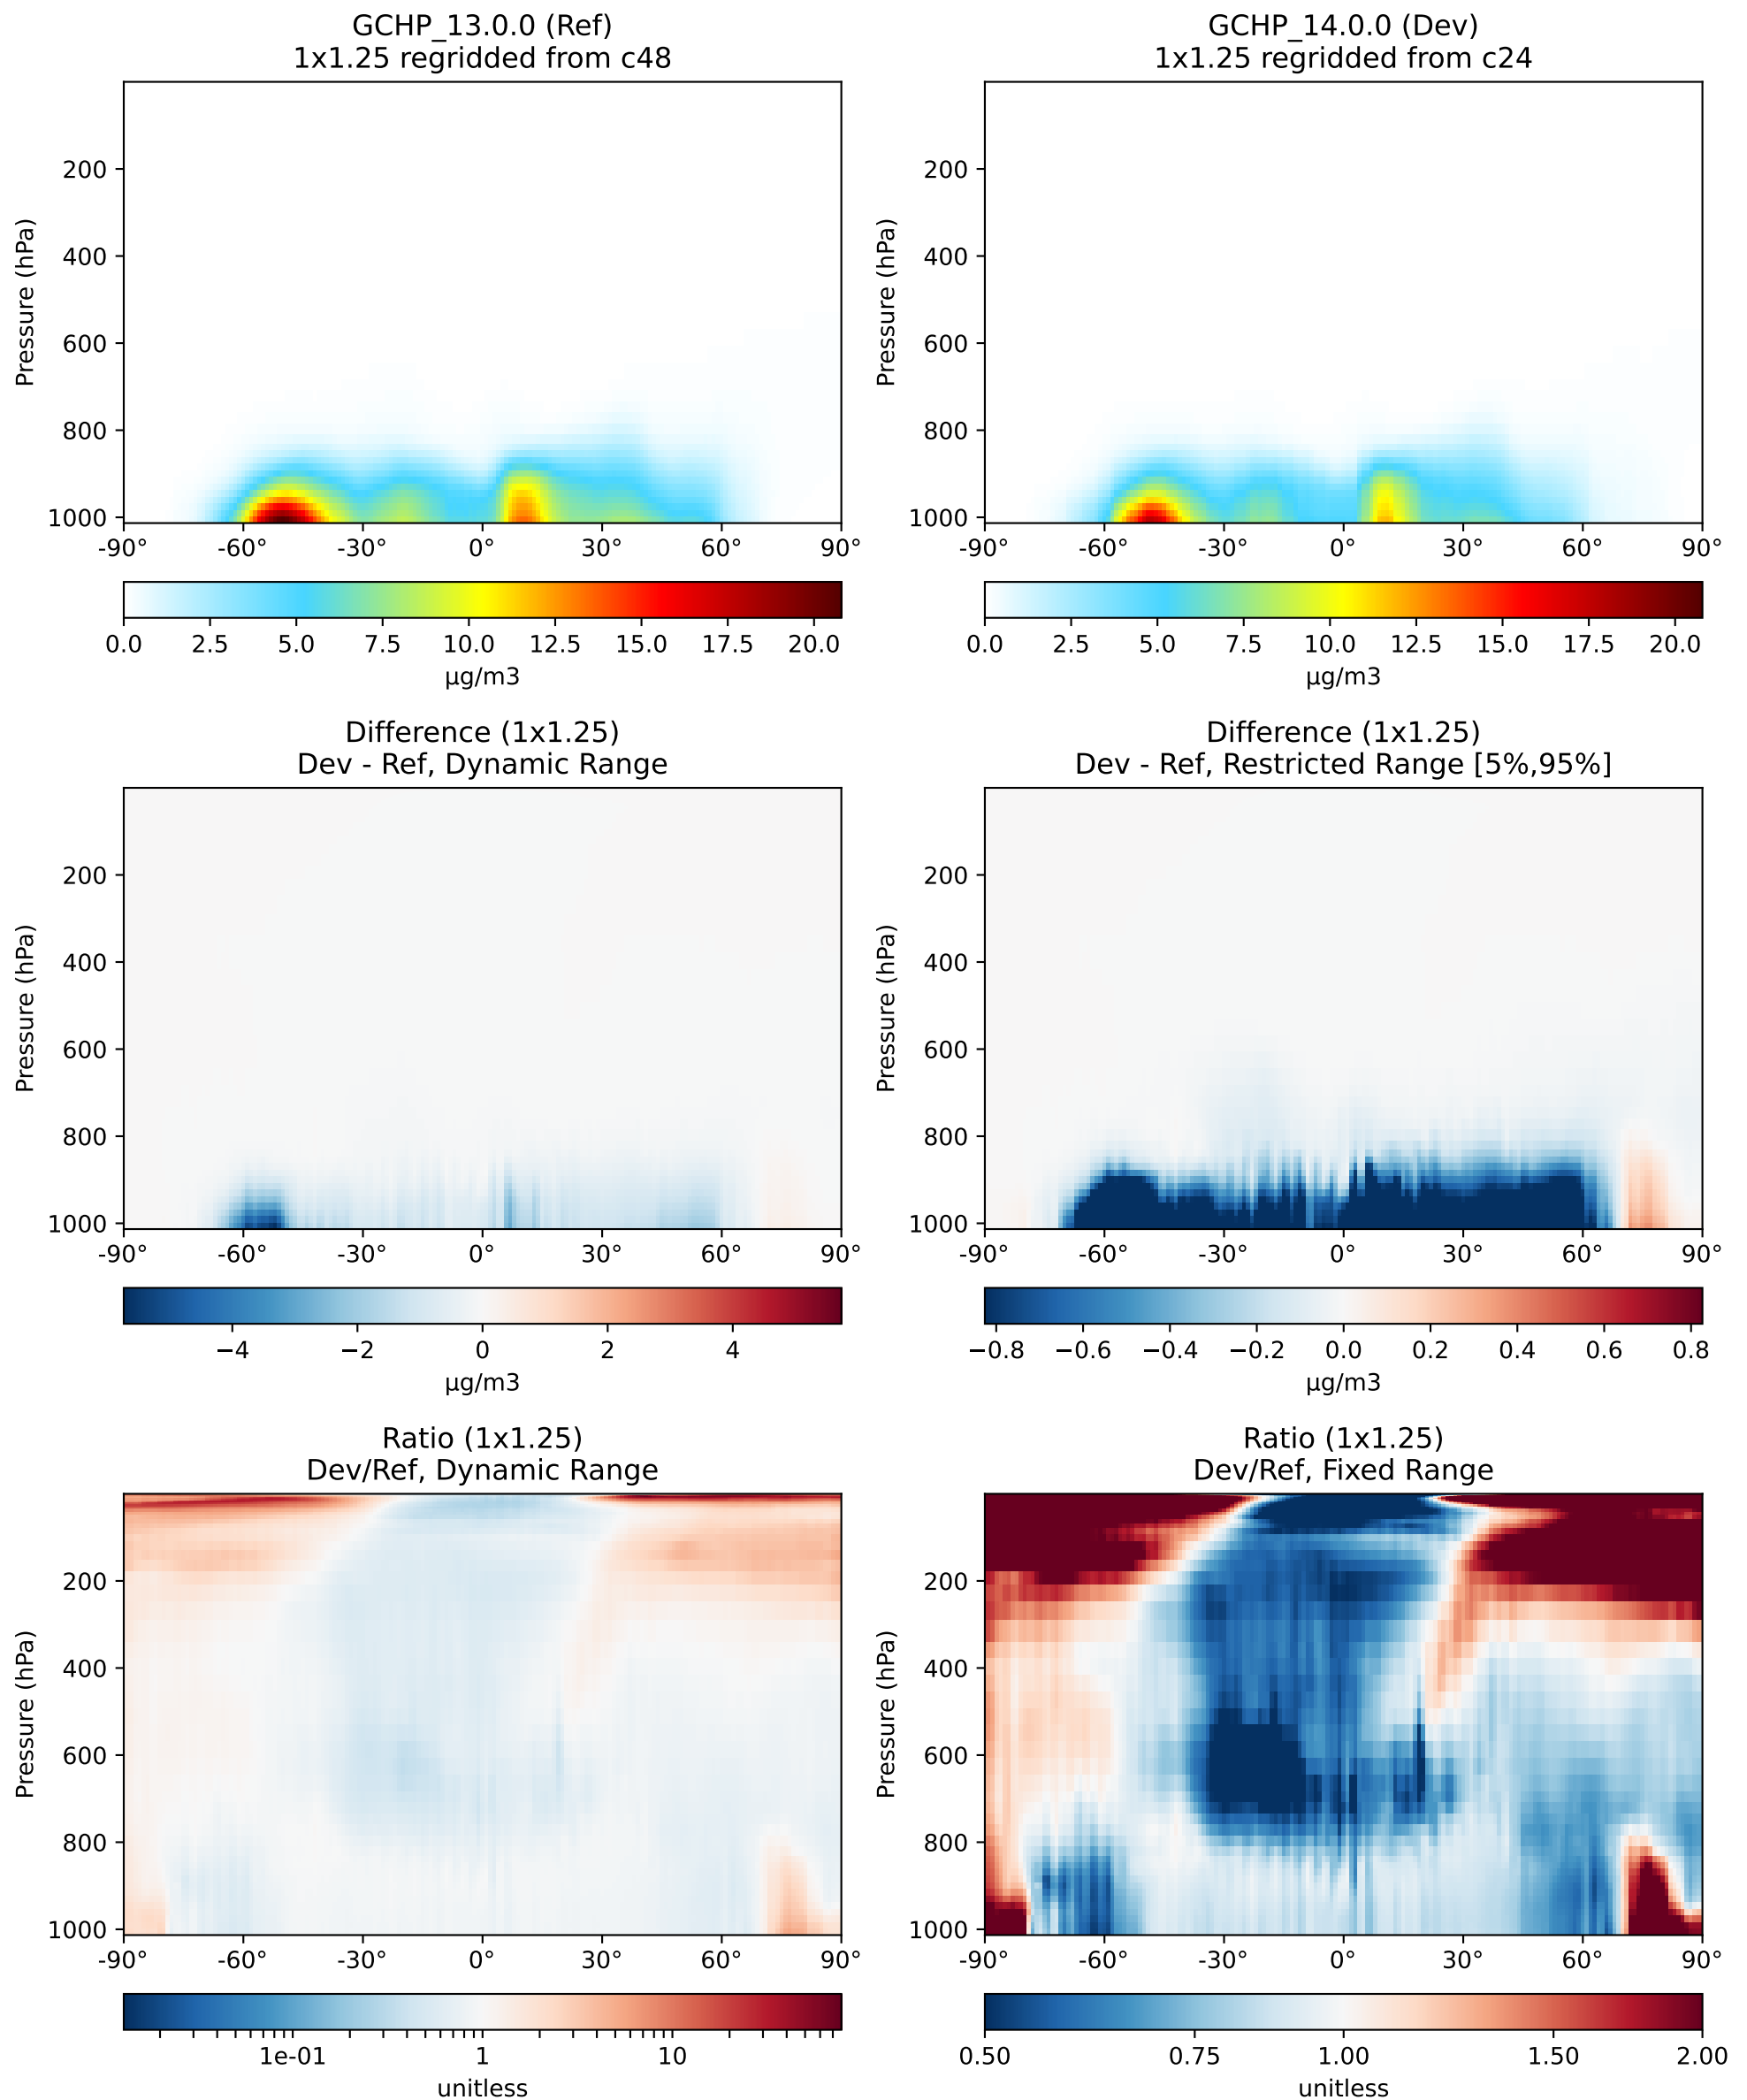 GCHP_13.0.0 (Ref)
1x1.25 regridded from c48
Pressure (hPa)
200
400
600
800
1000
-90° -60° -30° 0° 30° 60° 90°
0.0 2.5 5.0 7.5 10.0 12.5 15.0 17.5 20.0
μg/m3
GCHP_14.0.0 (Dev)
1x1.25 regridded from c24
Pressure (hPa)
200
400
600
800
1000
-90° -60° -30° 0° 30° 60° 90°
0.0 2.5 5.0 7.5 10.0 12.5 15.0 17.5 20.0
μg/m3
Difference (1x1.25)
Dev - Ref, Dynamic Range
Pressure (hPa)
200
400
600
800
1000
-90° -60° -30° 0° 30° 60° 90°
−4 −2 0 2 4
μg/m3
Difference (1x1.25)
Dev - Ref, Restricted Range [5%,95%]
Pressure (hPa)
200
400
600
800
1000
-90° -60° -30° 0° 30° 60° 90°
−0.8 −0.6 −0.4 −0.2 0.0 0.2 0.4 0.6 0.8
μg/m3
Ratio (1x1.25)
Dev/Ref, Dynamic Range
Pressure (hPa)
200
400
600
800
1000
-90° -60° -30° 0° 30° 60° 90°
1e-01 1 10
unitless
Ratio (1x1.25)
Dev/Ref, Fixed Range
Pressure (hPa)
200
400
600
800
1000
-90° -60° -30° 0° 30° 60° 90°
0.50 0.75 1.00 1.50 2.00
unitless